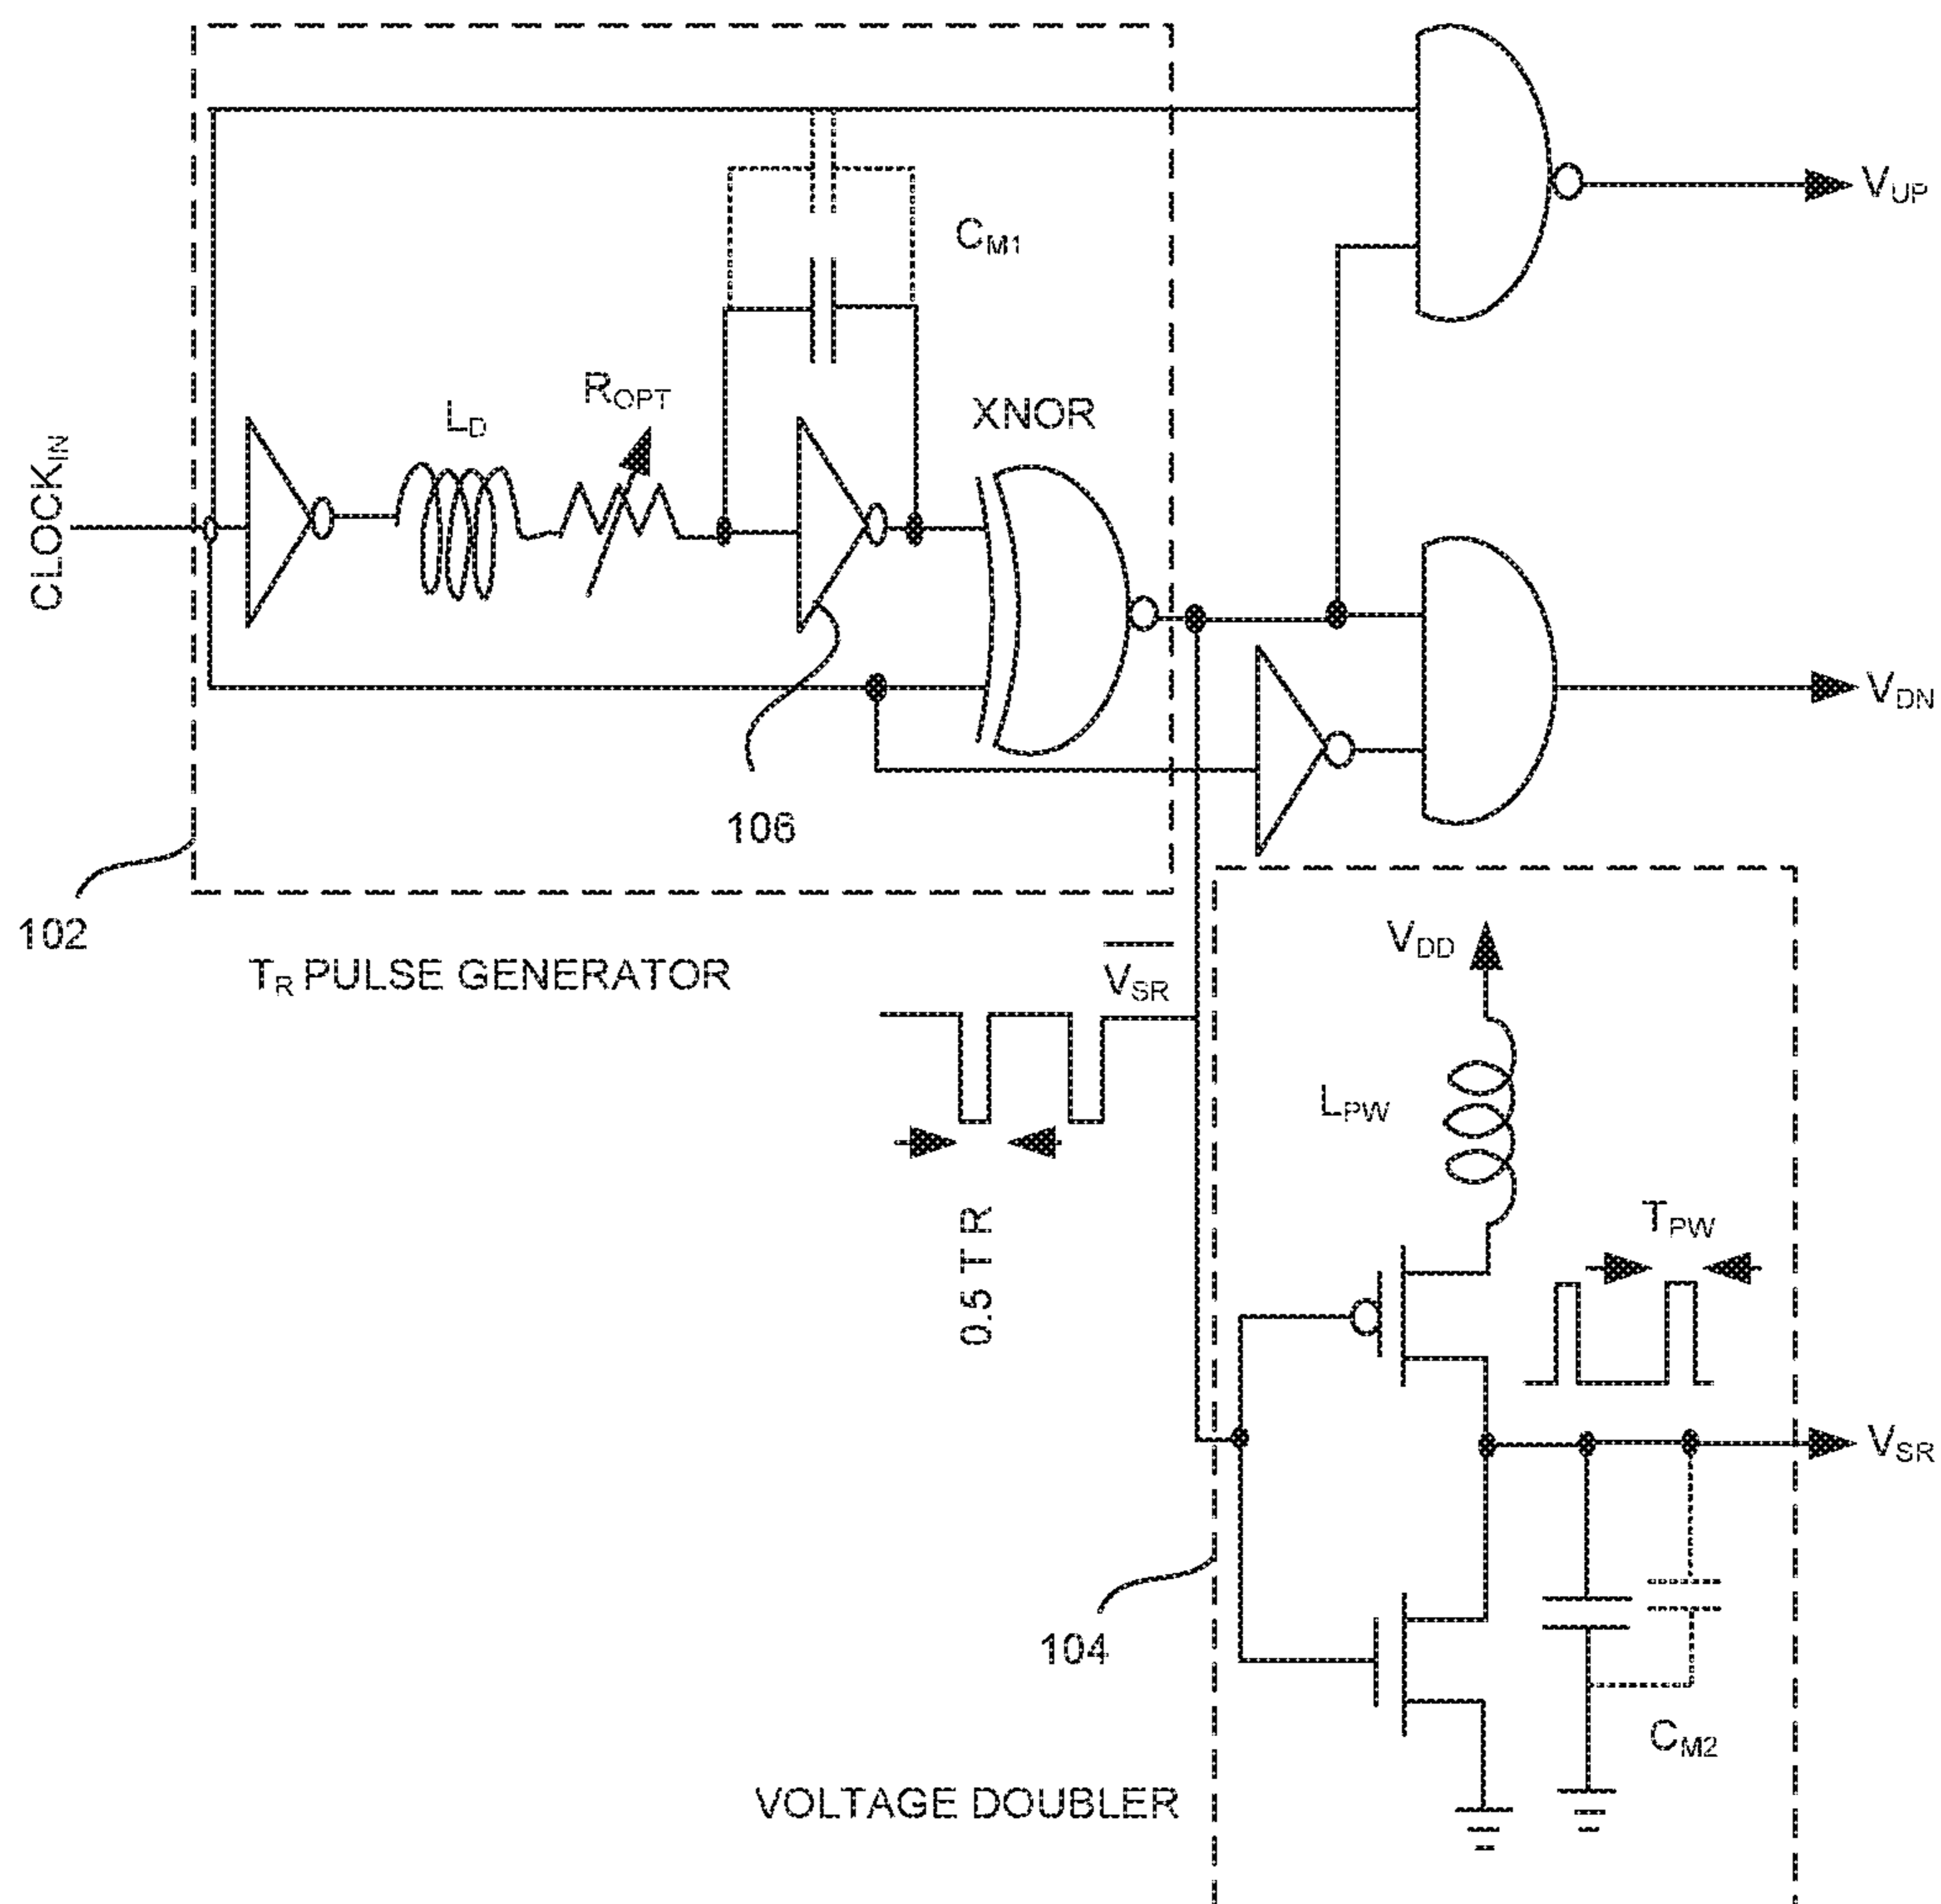 V_UP
C_M1
R_OPT
L_D
XNOR
CLOCK_IN
V_DN
106
102
T_R PULSE GENERATOR
V_DD
V̅_SR
L_PW
T_PW
0.5 T R
V_SR
104
C_M2
VOLTAGE DOUBLER